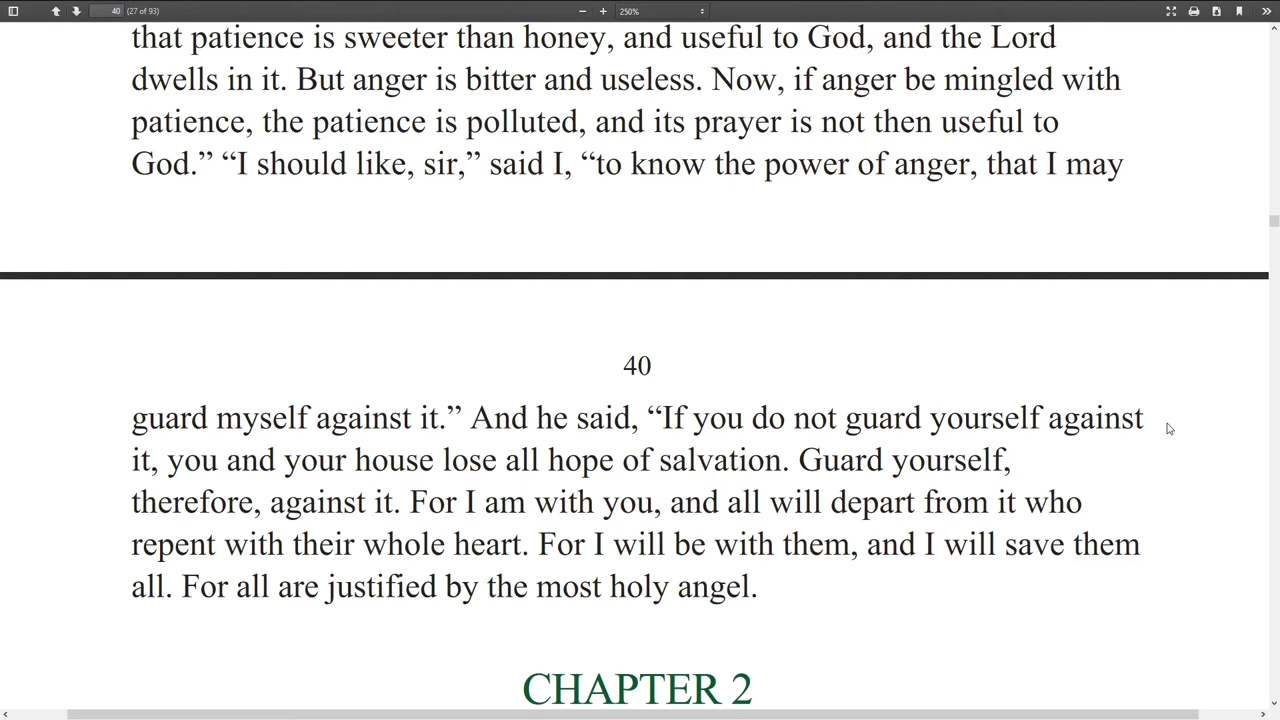 40 (27 of 93) 250%
that patience is sweeter than honey, and useful to God, and the Lord
dwells in it. But anger is bitter and useless. Now, if anger be mingled with
patience, the patience is polluted, and its prayer is not then useful to
God.” “I should like, sir,” said I, “to know the power of anger, that I may
40
guard myself against it.” And he said, “If you do not guard yourself against
it, you and your house lose all hope of salvation. Guard yourself,
therefore, against it. For I am with you, and all will depart from it who
repent with their whole heart. For I will be with them, and I will save them
all. For all are justified by the most holy angel.
CHAPTER 2